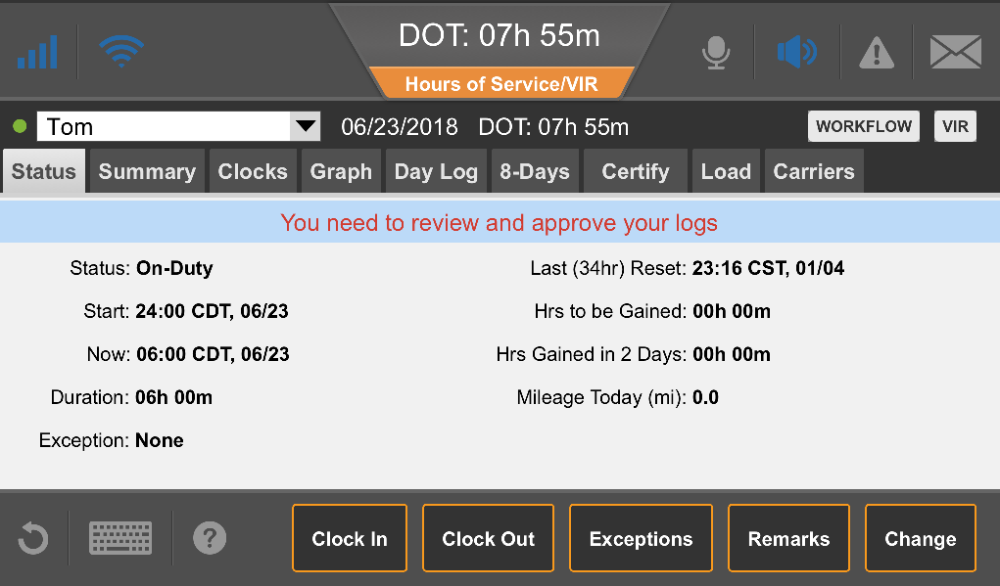 DOT: 07h 55m
Hours of Service/VIR
Tom 06/23/2018 DOT: 07h 55m WORKFLOW VIR
Status Summary Clocks Graph Day Log 8-Days Certify Load Carriers
You need to review and approve your logs
Status: On-Duty
Start: 24:00 CDT, 06/23
Now: 06:00 CDT, 06/23
Duration: 06h 00m
Exception: None
Last (34hr) Reset: 23:16 CST, 01/04
Hrs to be Gained: 00h 00m
Hrs Gained in 2 Days: 00h 00m
Mileage Today (mi): 0.0
? Clock In Clock Out Exceptions Remarks Change